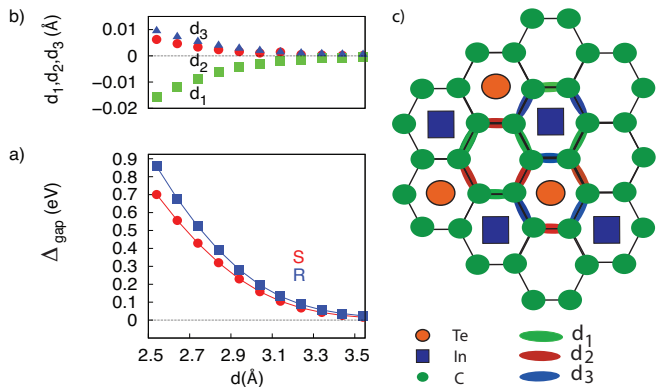 b)
d₁,d₂,d₃ (Å)
0.01
0
−0.01
−0.02
d₃
d₂
d₁
a)
Δgap (eV)
0.9
0.8
0.7
0.6
0.5
0.4
0.3
0.2
0.1
0
S
R
2.5 2.7 2.9 3.1 3.3 3.5
d(Å)
c)
Te
In
C
d₁
d₂
d₃